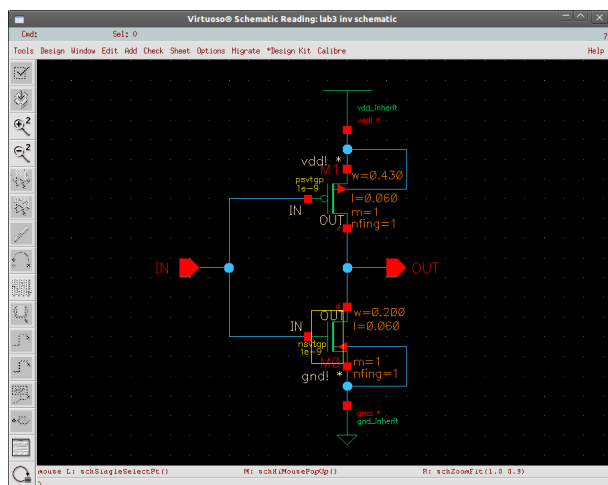 Virtuoso® Schematic Reading: lab3 inv schematic
Cmd: Sel: 0 7
Tools Design Window Edit Add Check Sheet Options Migrate *Design Kit Calibre Help
2
2
vdd_inherit
vdd! *
vdd! *
M1
w=0.430
psvtgp
1e-9
l=0.060
IN
OUT
m=1
nfing=1
d
IN
OUT
d
w=0.200
OUT
l=0.060
IN
nsvtgp
1e-9
M0
m=1
gnd! *
nfing=1
gnd! *
gnd_inherit
mouse L: schSingleSelectPt() M: schHiMousePopUp() R: schZoomFit(1.0 0.9)
>